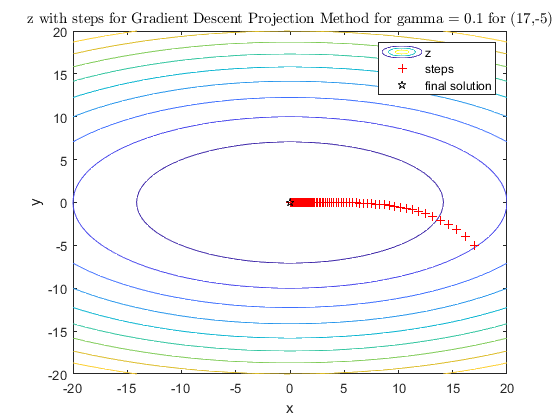 z with steps for Gradient Descent Projection Method for gamma = 0.1 for (17,-5)
20
15
10
5
0
-5
-10
-15
-20
y
z
steps
final solution
-20 -15 -10 -5 0 5 10 15 20
x